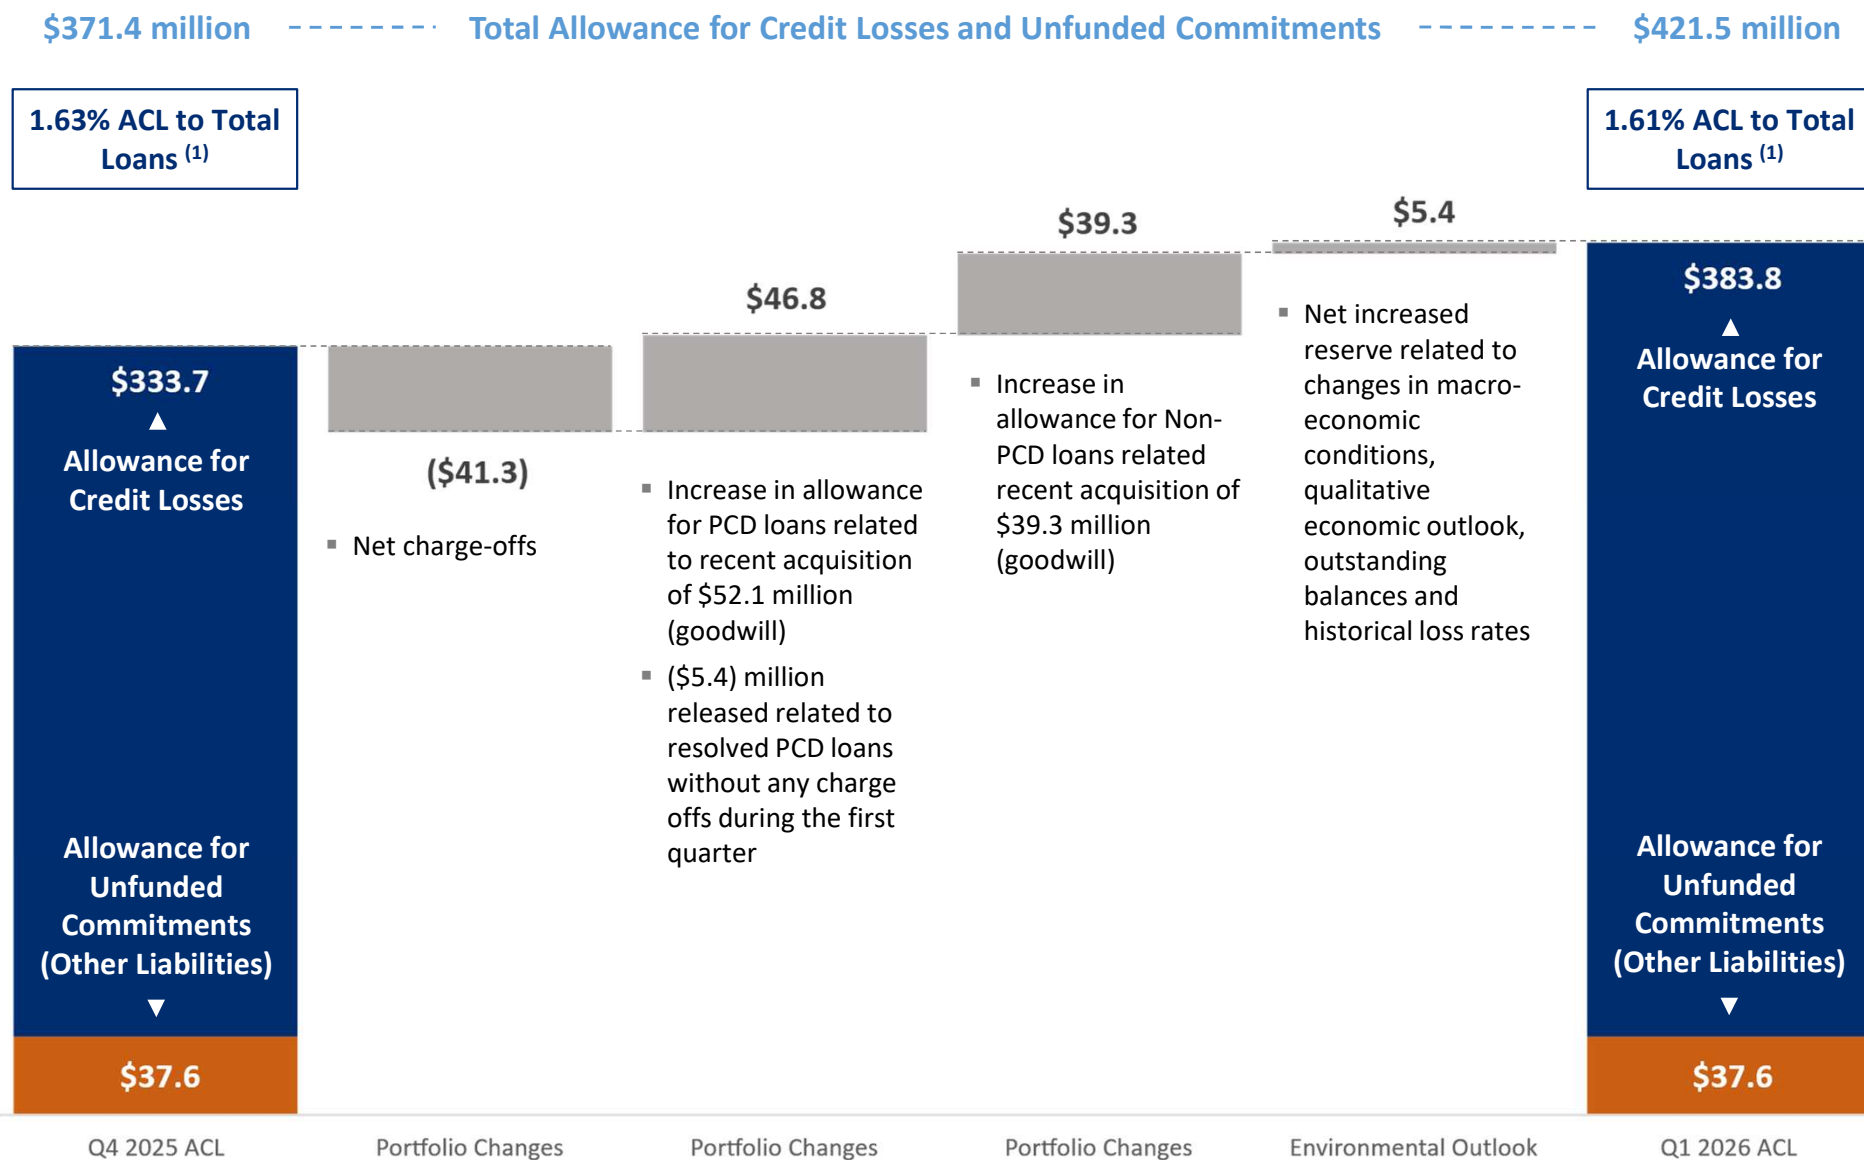 $371.4 million Total Allowance for Credit Losses and Unfunded Commitments $421.5 million
1.63% ACL to Total
Loans (1)
1.61% ACL to Total
Loans (1)
$333.7
▲
Allowance for
Credit Losses
Allowance for
Unfunded
Commitments
(Other Liabilities)
▼
$37.6
($41.3)
▪ Net charge-offs
$46.8
▪ Increase in allowance
for PCD loans related
to recent acquisition
of $52.1 million
(goodwill)
▪ ($5.4) million
released related to
resolved PCD loans
without any charge
offs during the first
quarter
$39.3
▪ Increase in
allowance for Non-
PCD loans related
recent acquisition of
$39.3 million
(goodwill)
$5.4
▪ Net increased
reserve related to
changes in macro-
economic
conditions,
qualitative
economic outlook,
outstanding
balances and
historical loss rates
$383.8
▲
Allowance for
Credit Losses
Allowance for
Unfunded
Commitments
(Other Liabilities)
▼
$37.6
Q4 2025 ACL Portfolio Changes Portfolio Changes Portfolio Changes Environmental Outlook Q1 2026 ACL